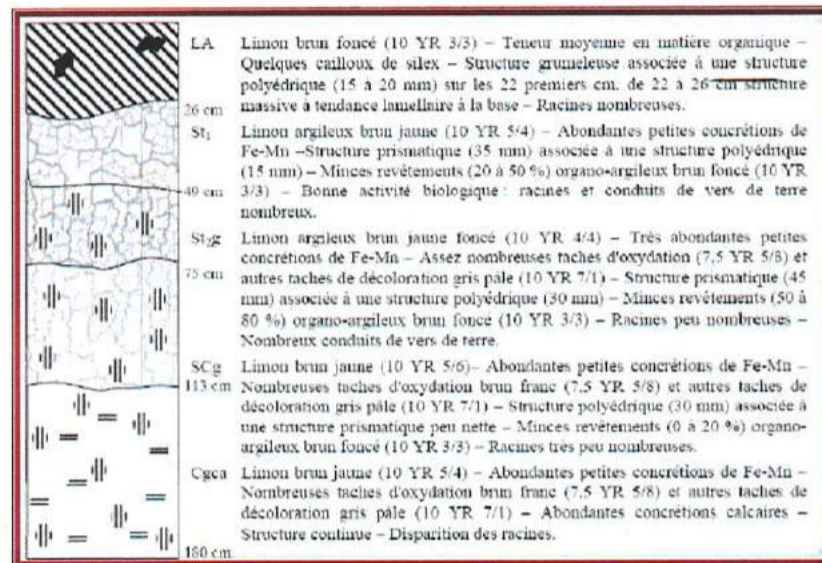 LA Limon brun foncé (10 YR 3/3) – Teneur moyenne en matière organique –
Quelques cailloux de silex – Structure grumeleuse associée à une structure
polyédrique (15 à 20 mm) sur les 22 premiers cm. de 22 à 26 cm structure
massive à tendance lamellaire à la base – Racines nombreuses.
26 cm
St₁ Limon argileux brun jaune (10 YR 5/4) – Abondantes petites concrétions de
Fe-Mn –Structure prismatique (35 mm) associée à une structure polyédrique
(15 mm) – Minces revêtements (20 à 50 %) organo-argileux brun foncé (10 YR
49 cm 3/3) – Bonne activité biologique : racines et conduits de vers de terre
nombreux.
St₂g Limon argileux brun jaune foncé (10 YR 4/4) – Très abondantes petites
concrétions de Fe-Mn – Assez nombreuses taches d'oxydation (7,5 YR 5/8) et
75 cm autres taches de décoloration gris pâle (10 YR 7/1) – Structure prismatique (45
mm) associée à une structure polyédrique (30 mm) – Minces revêtements (50 à
80 %) organo-argileux brun foncé (10 YR 3/3) – Racines peu nombreuses –
Nombreux conduits de vers de terre.
SCg Limon brun jaune (10 YR 5/6)– Abondantes petites concrétions de Fe-Mn –
113 cm Nombreuses taches d'oxydation brun franc (7.5 YR 5/8) et autres taches de
décoloration gris pâle (10 YR 7/1) – Structure polyédrique (30 mm) associée à
une structure prismatique peu nette – Minces revêtements (0 à 20 %) organo-
argileux brun foncé (10 YR 3/3) – Racines très peu nombreuses.
Cgca Limon brun jaune (10 YR 5/4) – Abondantes petites concrétions de Fe-Mn –
Nombreuses taches d'oxydation brun franc (7.5 YR 5/8) et autres taches de
décoloration gris pâle (10 YR 7/1) – Abondantes concrétions calcaires –
Structure continue – Disparition des racines.
180 cm